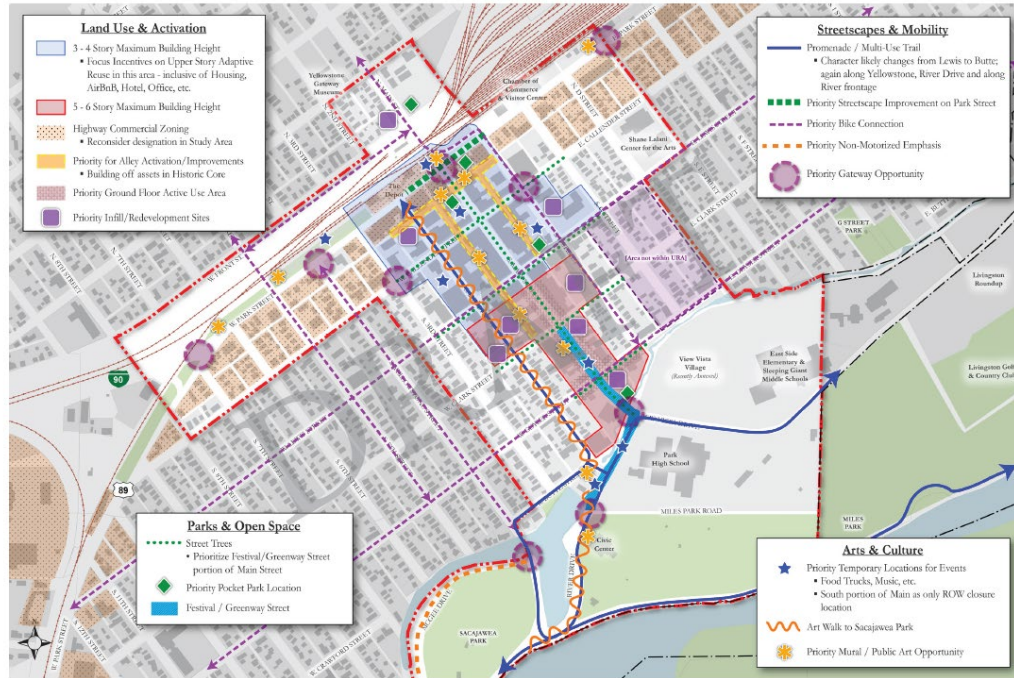 Land Use & Activation
3 - 4 Story Maximum Building Height
▪ Focus Incentives on Upper Story Adaptive
Reuse in this area - inclusive of Housing,
AirBnB, Hotel, Office, etc.
5 - 6 Story Maximum Building Height
Highway Commercial Zoning
▪ Reconsider designation in Study Area
Priority for Alley Activation/Improvements
▪ Building off assets in Historic Core
Priority Ground Floor Active Use Area
Priority Infill/Redevelopment Sites
Streetscapes & Mobility
Promenade / Multi-Use Trail
▪ Character likely changes from Lewis to Butte;
again along Yellowstone, River Drive and along
River frontage
Priority Streetscape Improvement on Park Street
Priority Bike Connection
Priority Non-Motorized Emphasis
Priority Gateway Opportunity
Yellowstone
Gateway
Museum
Chamber of
Commerce
& Visitor Center
PARK STREET
N. D STREET
E. CALLENDER STREET
Shane Lalani
Center for the Arts
N. 2ND STREET
N. 3RD STREET
The Depot
CLARK STREET
G STREET
PARK
[Area not within URA]
N. 8TH STREET
N. 7TH STREET
W. FRONT ST.
W. PARK STREET
Livingston
Roundup
View Vista
Village
(Recently Annexed)
East Side
Elementary &
Sleeping Giant
Middle Schools
Livingston Golf
& Country Club
90
89
Park
High School
MILES PARK ROAD
MILES
PARK
Civic
Center
RIVER DRIVE
SACAJAWEA
PARK
W. CRAWFORD STREET
S. 12TH STREET
W. PARK STREET
Parks & Open Space
Street Trees
▪ Prioritize Festival/Greenway Street
portion of Main Street
Priority Pocket Park Location
Festival / Greenway Street
Arts & Culture
Priority Temporary Locations for Events
▪ Food Trucks, Music, etc.
▪ South portion of Main as only ROW closure
location
Art Walk to Sacajawea Park
Priority Mural / Public Art Opportunity